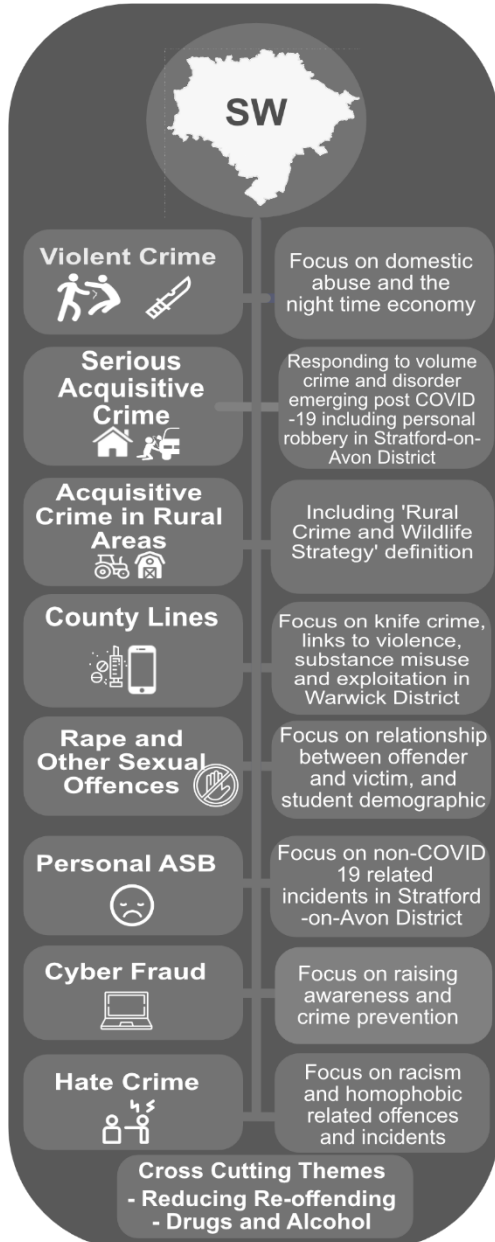 SW
Violent Crime
Focus on domestic
abuse and the
night time economy
Serious
Acquisitive
Crime
Responding to volume
crime and disorder
emerging post COVID
-19 including personal
robbery in Stratford-on-
Avon District
Acquisitive
Crime in Rural
Areas
Including 'Rural
Crime and Wildlife
Strategy' definition
County Lines
Focus on knife crime,
links to violence,
substance misuse
and exploitation in
Warwick District
Rape and
Other Sexual
Offences
Focus on relationship
between offender
and victim, and
student demographic
Personal ASB
Focus on non-COVID
19 related
incidents in Stratford
-on-Avon District
Cyber Fraud
Focus on raising
awareness and
crime prevention
Hate Crime
Focus on racism
and homophobic
related offences
and incidents
Cross Cutting Themes
- Reducing Re-offending
- Drugs and Alcohol